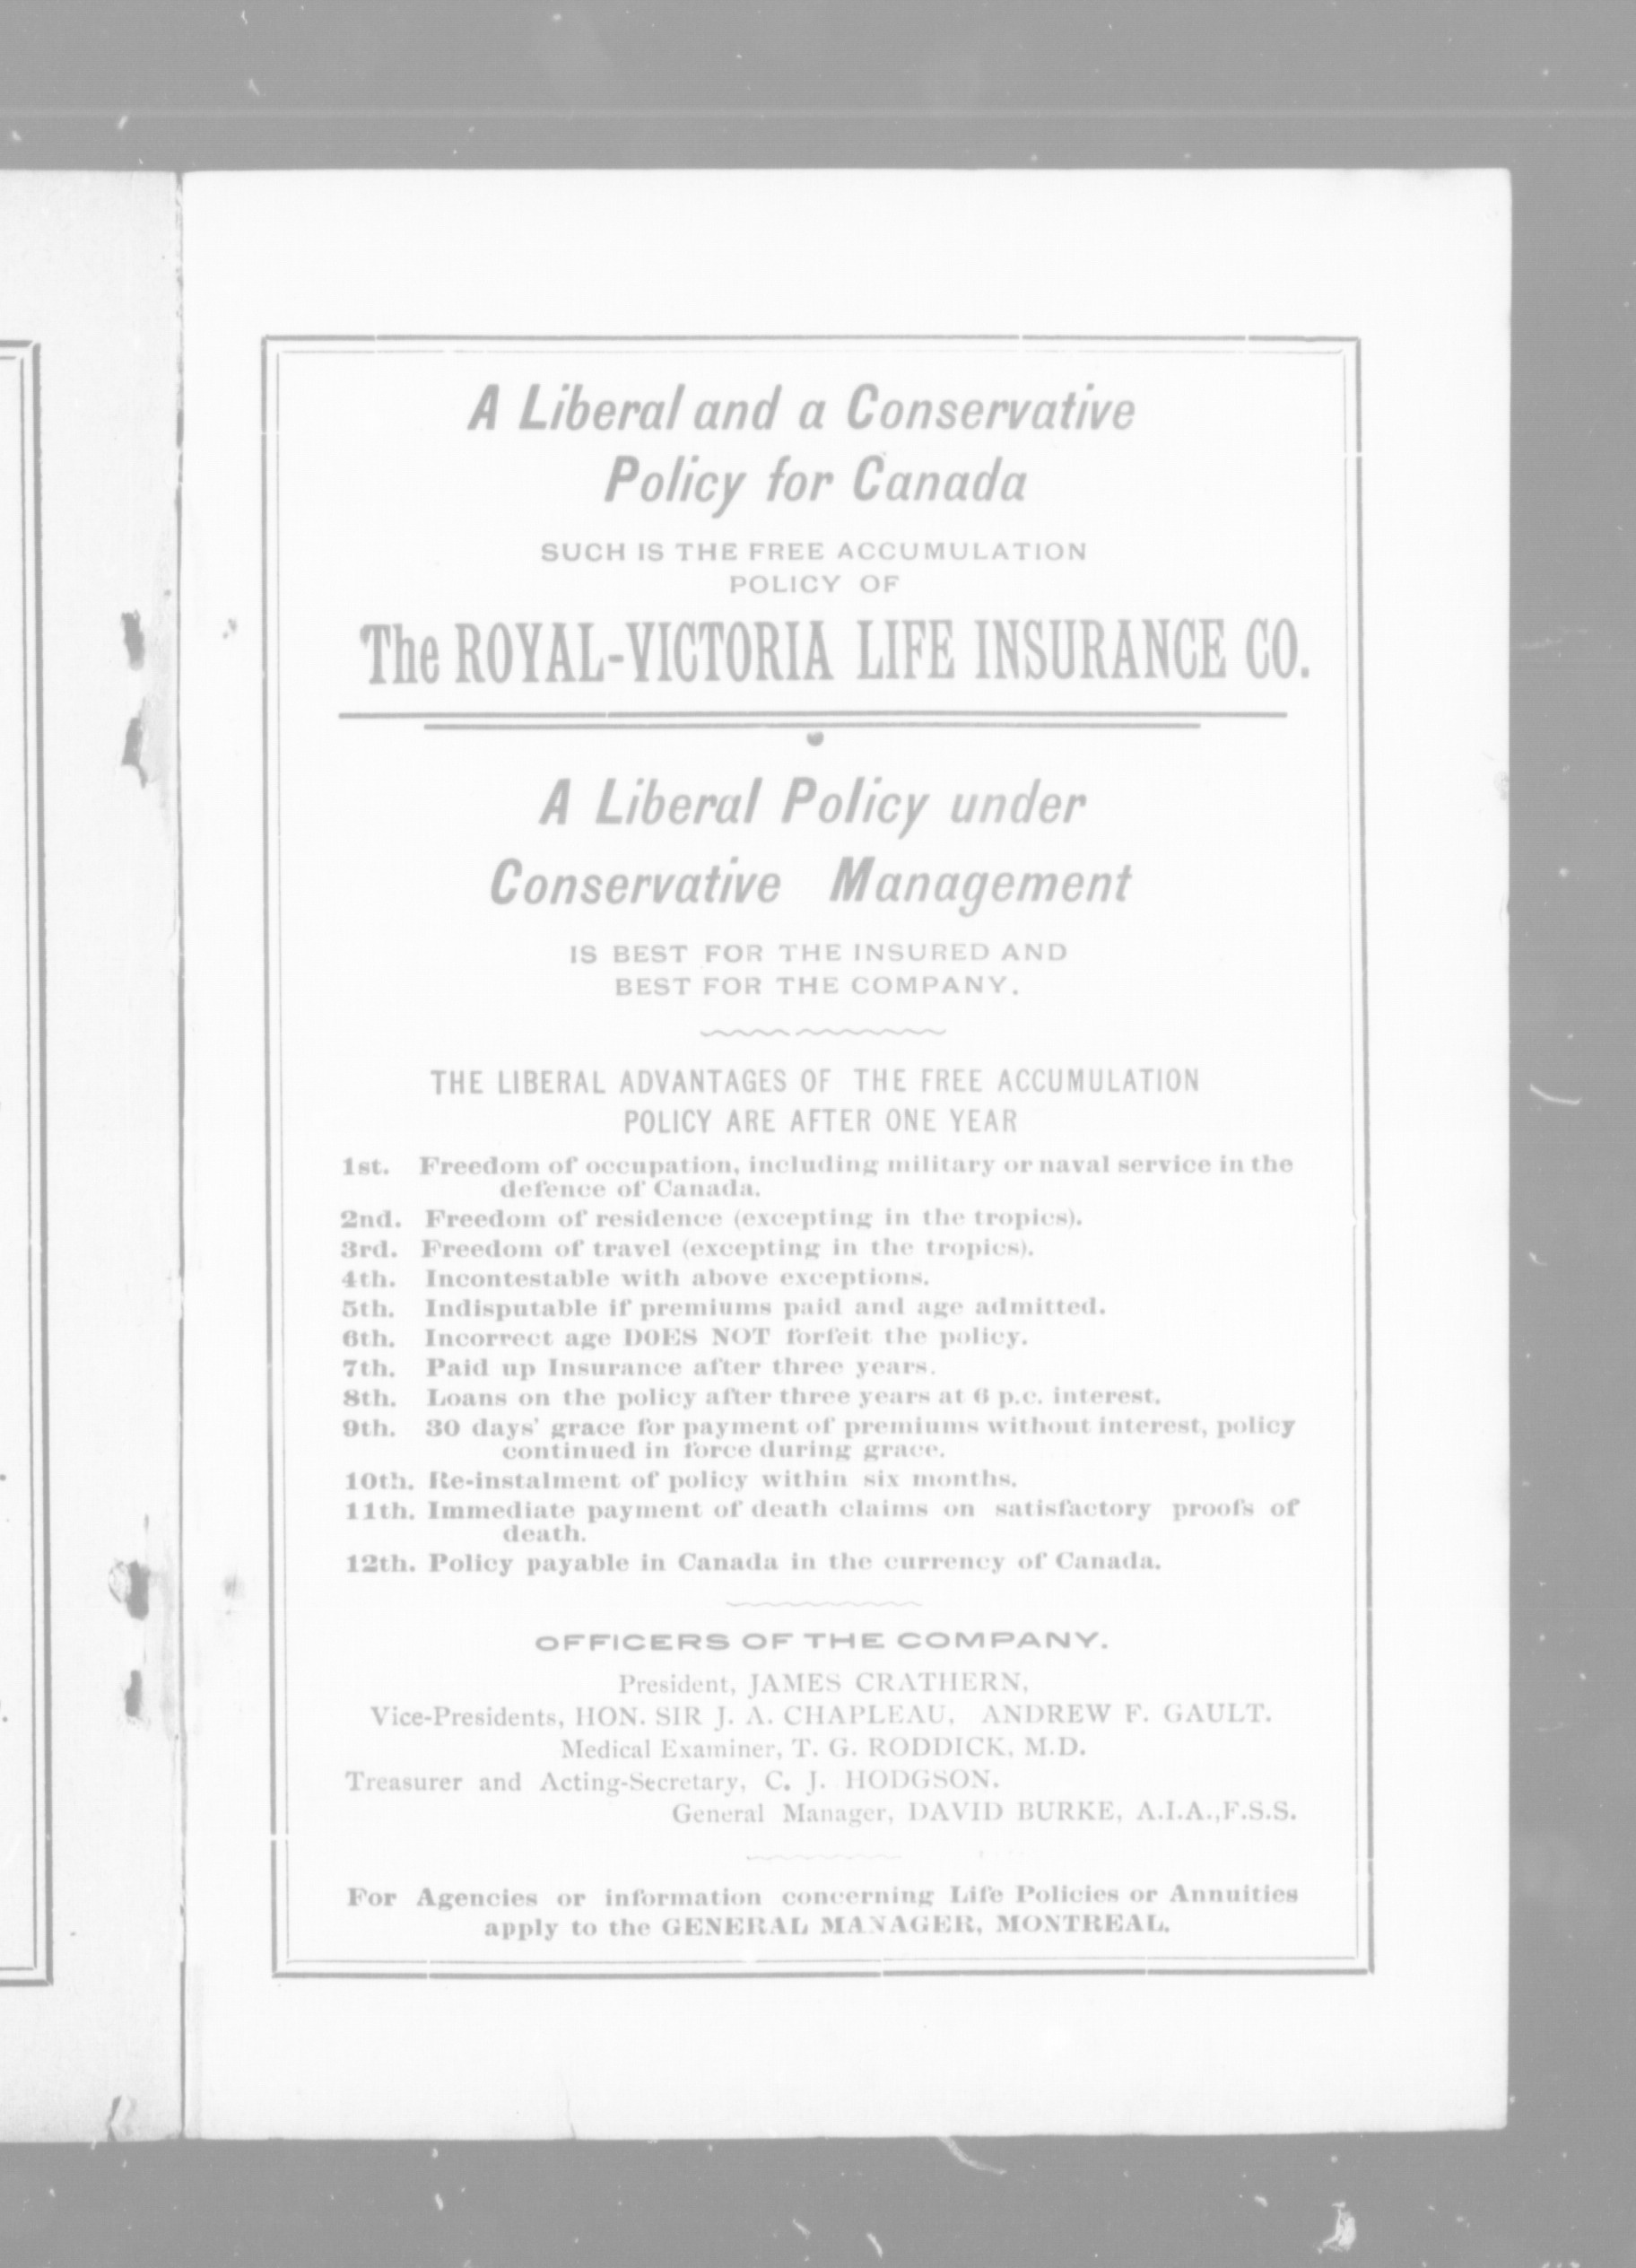 A Liberal and a Conservative
Policy for Canada
SUCH IS THE FREE ACCUMULATION
POLICY OF
The ROYAL-VICTORIA LIFE INSURANCE CO.
A Liberal Policy under
Conservative Management
IS BEST FOR THE INSURED AND
BEST FOR THE COMPANY.
THE LIBERAL ADVANTAGES OF THE FREE ACCUMULATION
POLICY ARE AFTER ONE YEAR
1st. Freedom of occupation, including military or naval service in the
defence of Canada.
2nd. Freedom of residence (excepting in the tropics).
3rd. Freedom of travel (excepting in the tropics).
4th. Incontestable with above exceptions.
5th. Indisputable if premiums paid and age admitted.
6th. Incorrect age DOES NOT forfeit the policy.
7th. Paid up Insurance after three years.
8th. Loans on the policy after three years at 6 p.c. interest.
9th. 30 days' grace for payment of premiums without interest, policy
continued in force during grace.
10th. Re-instalment of policy within six months.
11th. Immediate payment of death claims on satisfactory proofs of
death.
12th. Policy payable in Canada in the currency of Canada.
OFFICERS OF THE COMPANY.
President, JAMES CRATHERN,
Vice-Presidents, HON. SIR J. A. CHAPLEAU, ANDREW F. GAULT.
Medical Examiner, T. G. RODDICK, M.D.
Treasurer and Acting-Secretary, C. J. HODGSON.
General Manager, DAVID BURKE, A.I.A.,F.S.S.
For Agencies or information concerning Life Policies or Annuities
apply to the GENERAL MANAGER, MONTREAL.